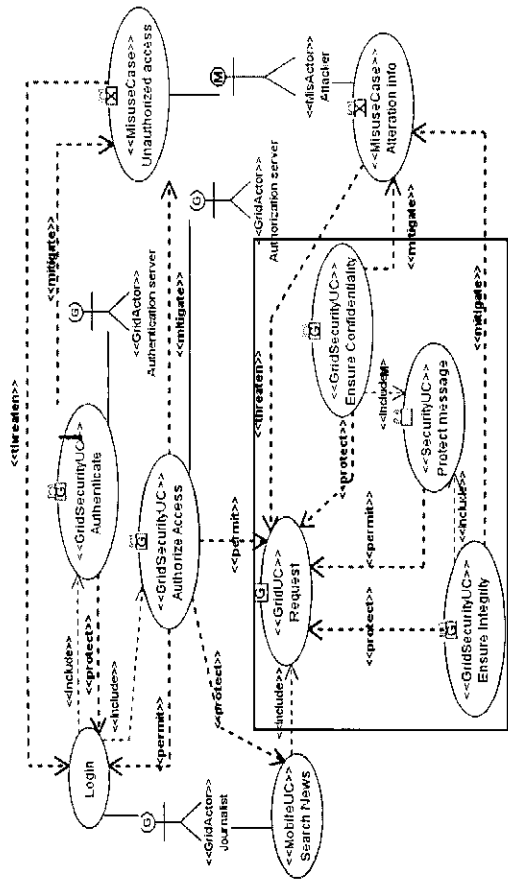 <<MisuseCase>>
Unauthorized access
M
<<MisActor>>
Attacker
<<MisuseCase>>
Alteration info
<<threaten>>
<<mitigate>>
G
<<GridActor>>
Authentication server
<<mitigate>>
G
<<GridActor>>
Authorization server
<<mitigate>>
<<mitigate>>
<<threaten>>
G
<<GridSecurityUC>>
Authenticate
G
<<GridSecurityUC>>
Authorize Access
G
<<GridSecurityUC>>
Ensure Confidentiality
<<include>>
<<SecurityUC>>
Protect message
<<protect>>
<<permit>>
<<permit>>
<<include>>
G
<<GridUC>>
Request
<<protect>>
G
<<GridSecurityUC>>
Ensure Integrity
<<include>>
<<protect>>
<<include>>
<<permit>>
<<protect>>
<<include>>
Login
G
<<GridActor>>
Journalist
<<MobileUC>>
Search News